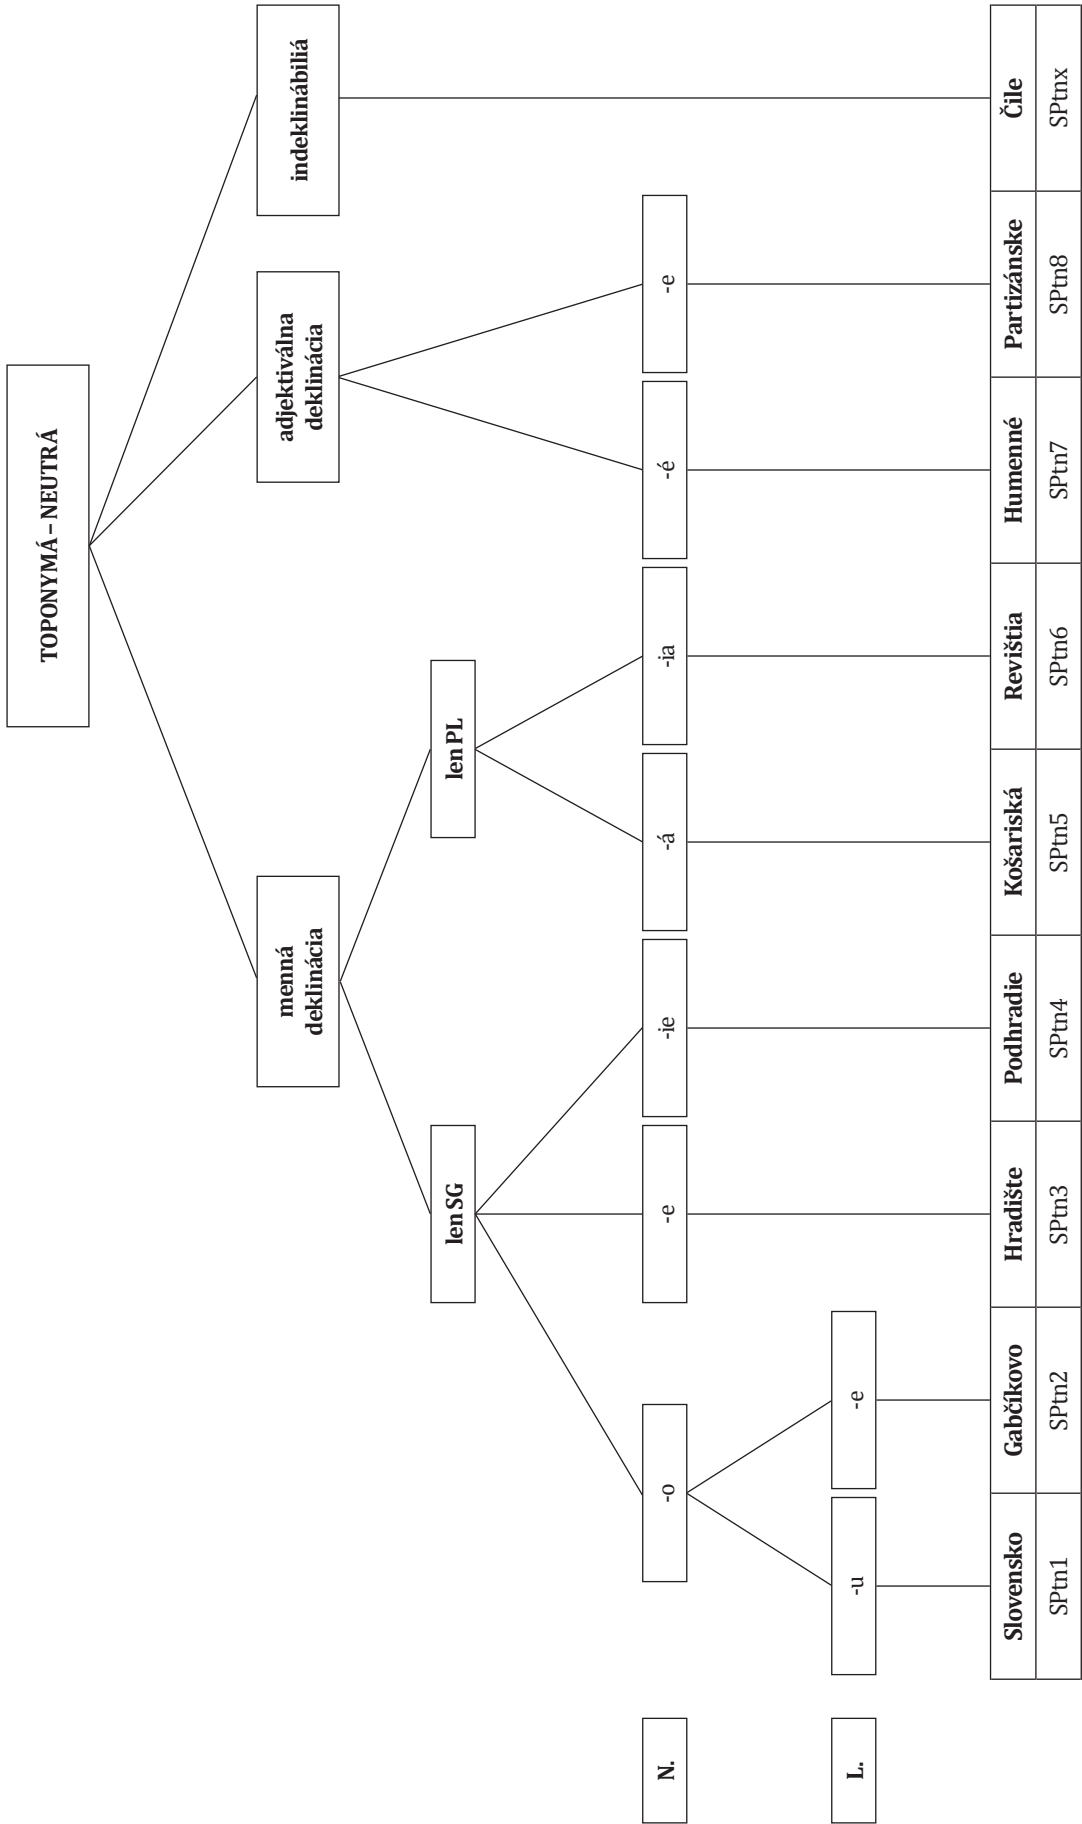 TOPONYMÁ – NEUTRÁ
menná
deklinácia
adjektiválna
deklinácia
indeklinábiliá
len SG
len PL
N.
-o
-e
-ie
-á
-ia
-é
-e
L.
-u
-e
Slovensko
Gabčíkovo
Hradište
Podhradie
Košariská
Revištia
Humenné
Partizánske
Čile
SPtn1
SPtn2
SPtn3
SPtn4
SPtn5
SPtn6
SPtn7
SPtn8
SPtnx